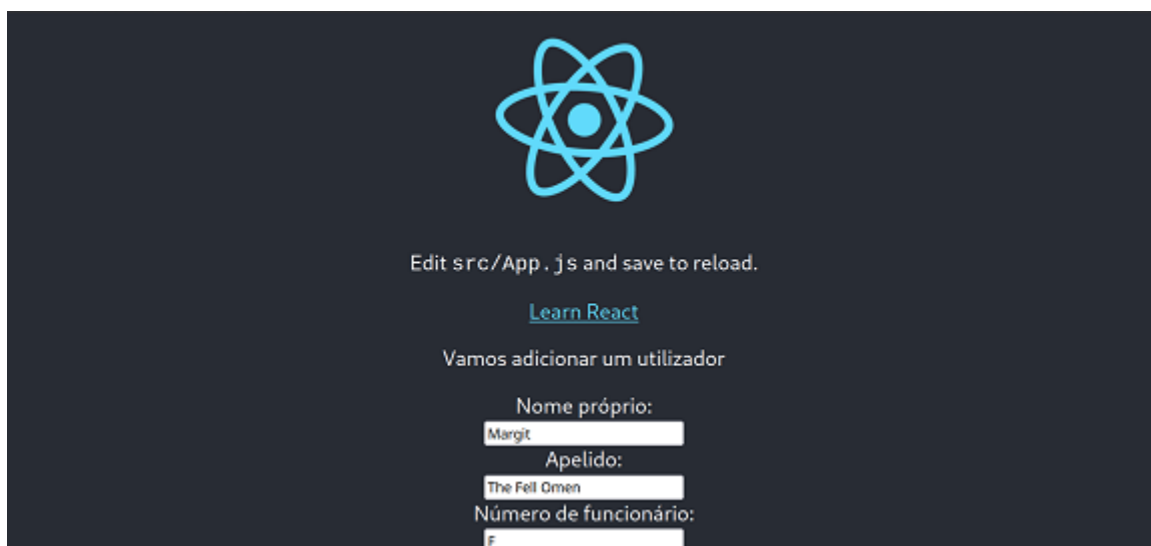 Edit src/App.js and save to reload.
Learn React
Vamos adicionar um utilizador
Nome próprio:
Margit
Apelido:
The Fell Omen
Número de funcionário: